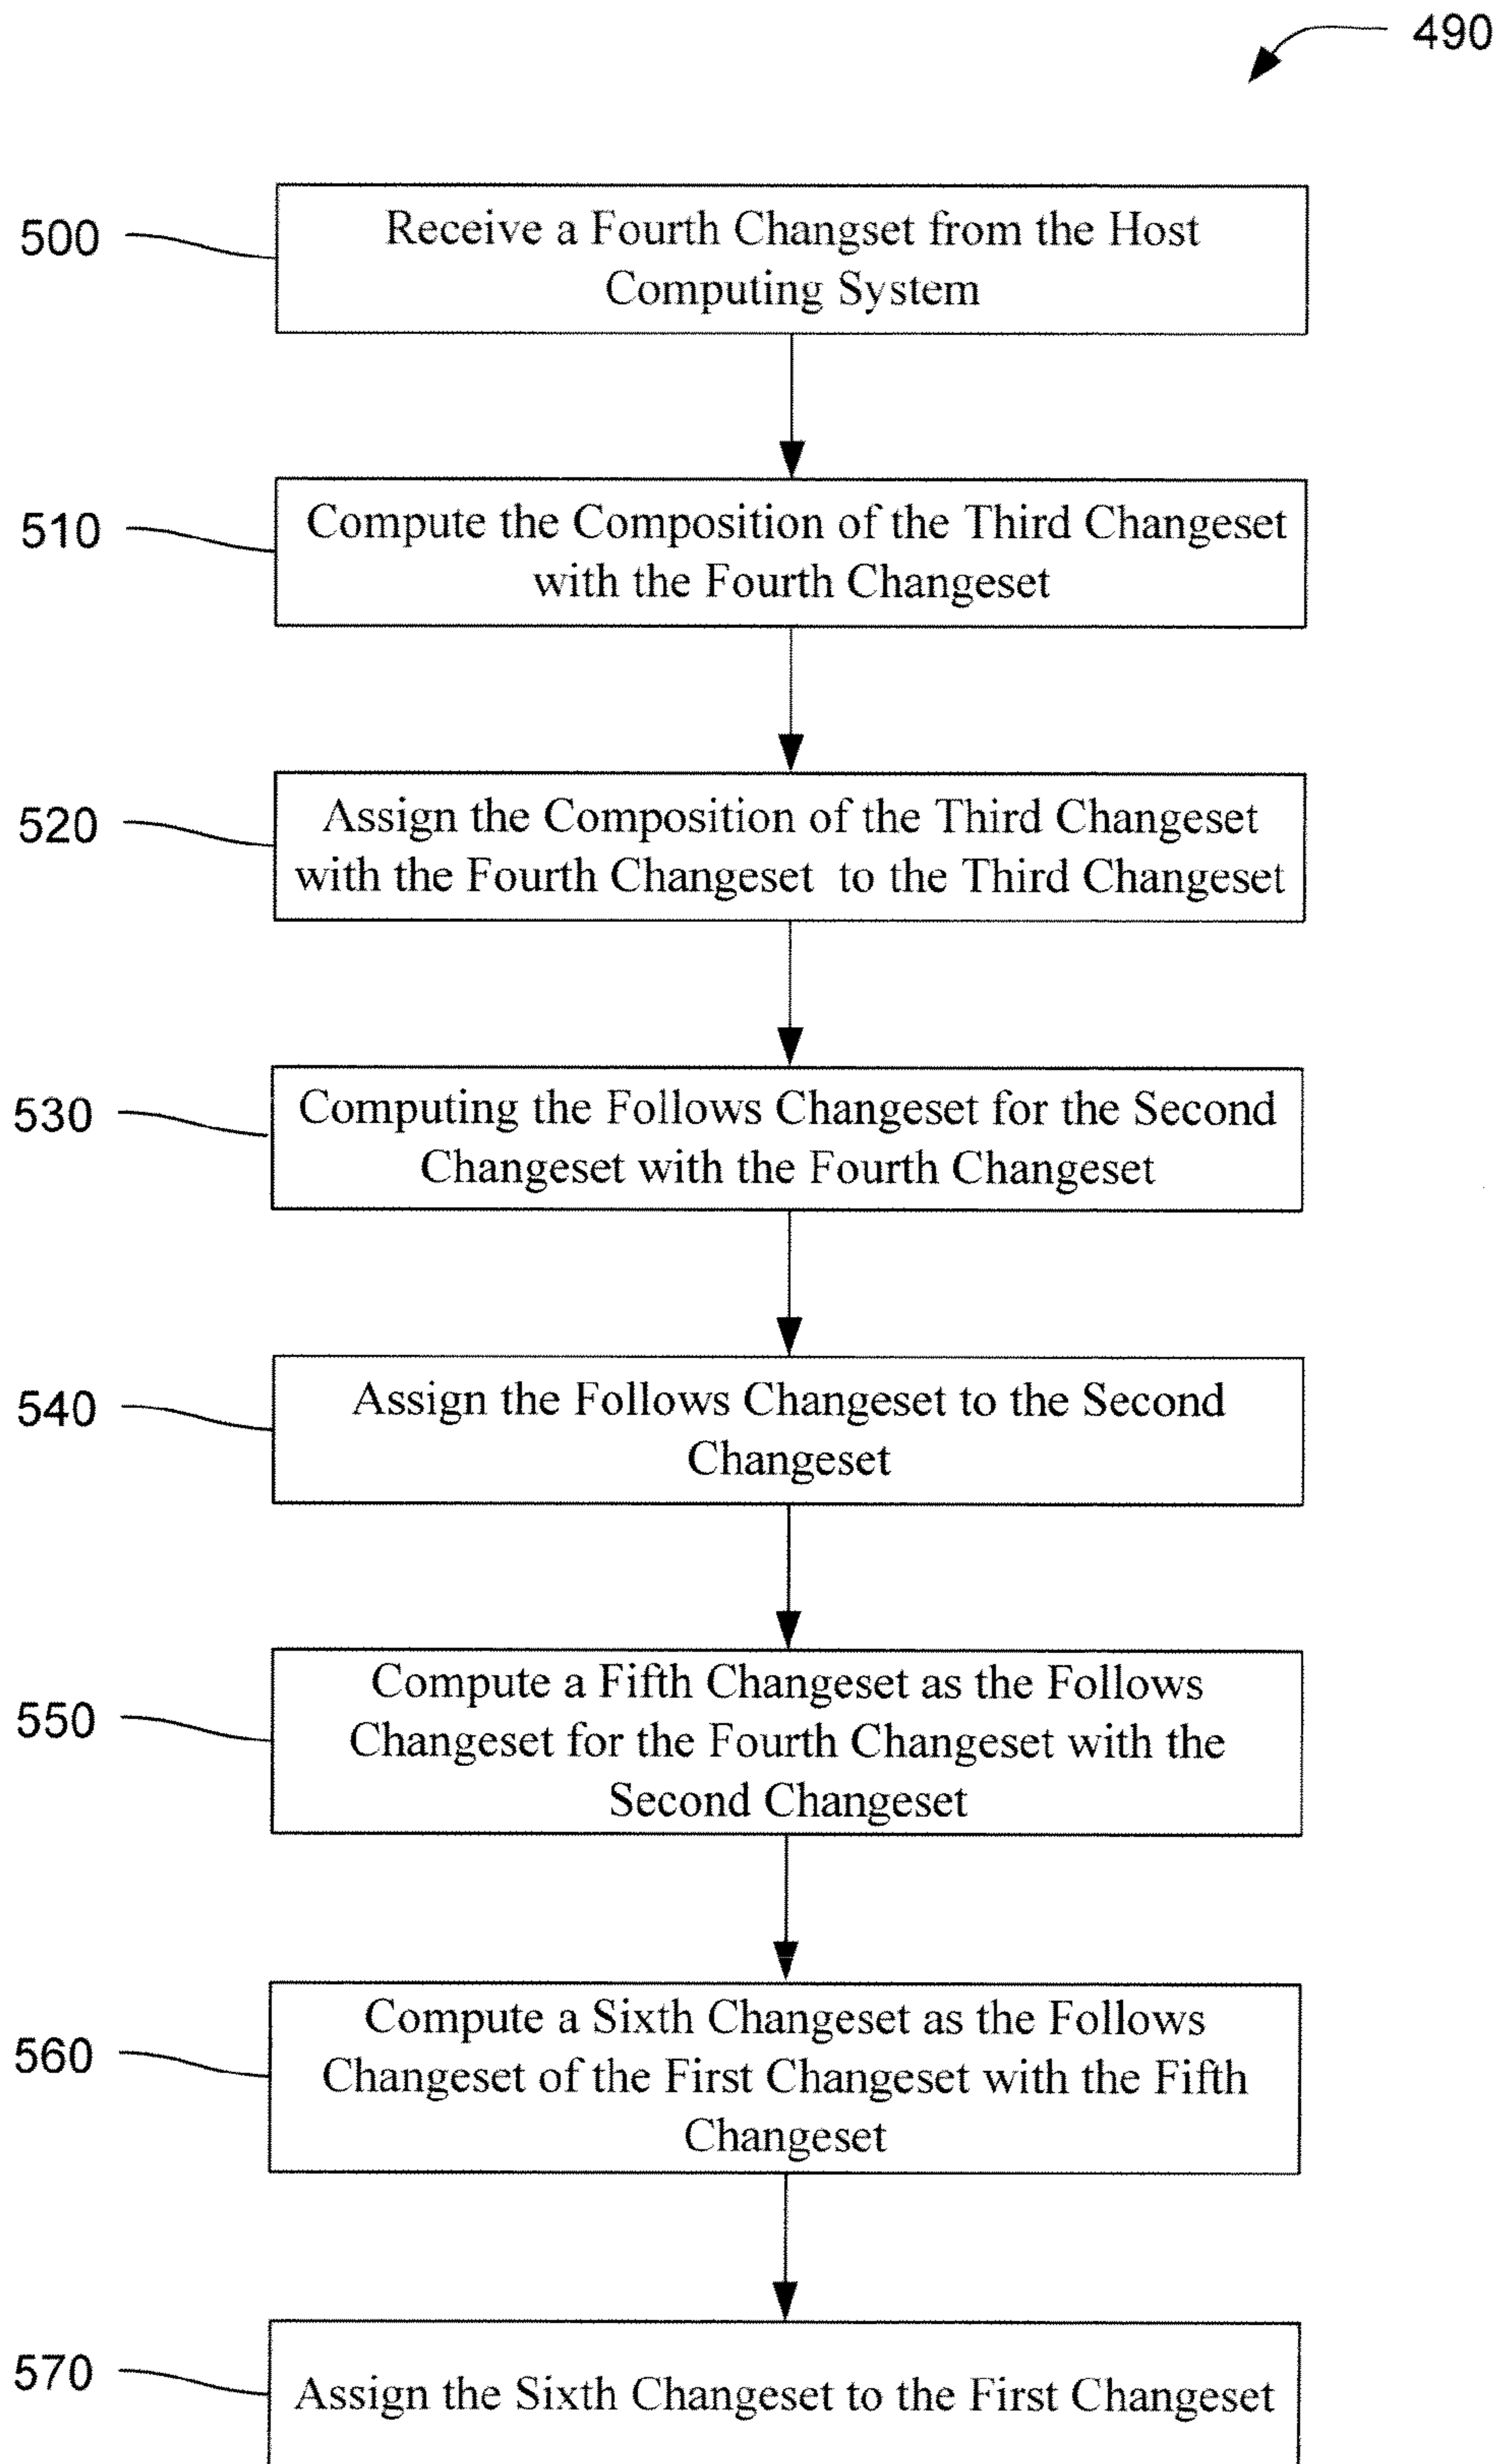 490
500
Receive a Fourth Changset from the Host
Computing System
510
Compute the Composition of the Third Changeset
with the Fourth Changeset
520
Assign the Composition of the Third Changeset
with the Fourth Changeset to the Third Changeset
530
Computing the Follows Changeset for the Second
Changeset with the Fourth Changeset
540
Assign the Follows Changeset to the Second
Changeset
550
Compute a Fifth Changeset as the Follows
Changeset for the Fourth Changeset with the
Second Changeset
560
Compute a Sixth Changeset as the Follows
Changeset of the First Changeset with the Fifth
Changeset
570
Assign the Sixth Changeset to the First Changeset